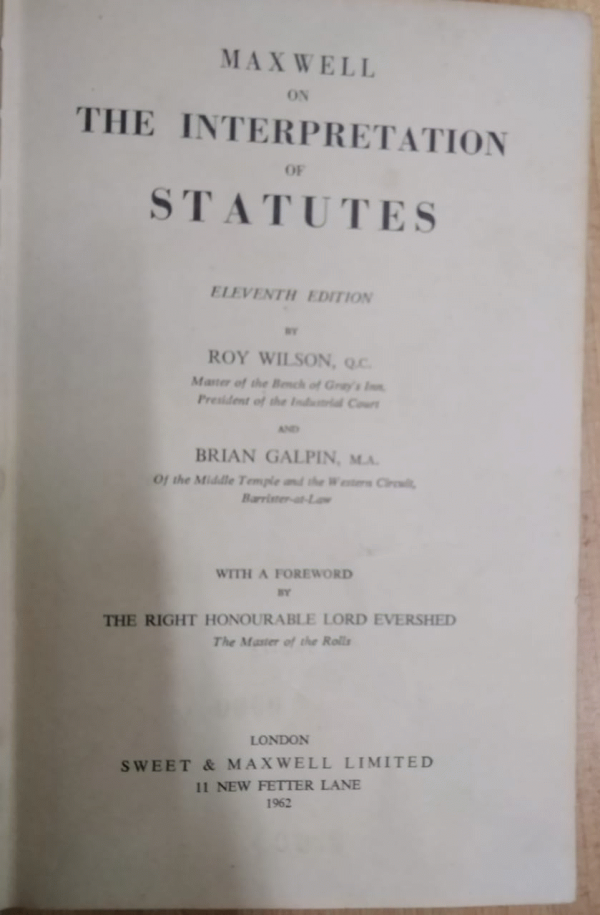 MAXWELL
ON
THE INTERPRETATION
OF
STATUTES
ELEVENTH EDITION
BY
ROY WILSON, Q.C.
Master of the Bench of Gray's Inn,
President of the Industrial Court
AND
BRIAN GALPIN, M.A.
Of the Middle Temple and the Western Circuit,
Barrister-at-Law
WITH A FOREWORD
BY
THE RIGHT HONOURABLE LORD EVERSHED
The Master of the Rolls
LONDON
SWEET & MAXWELL LIMITED
11 NEW FETTER LANE
1962